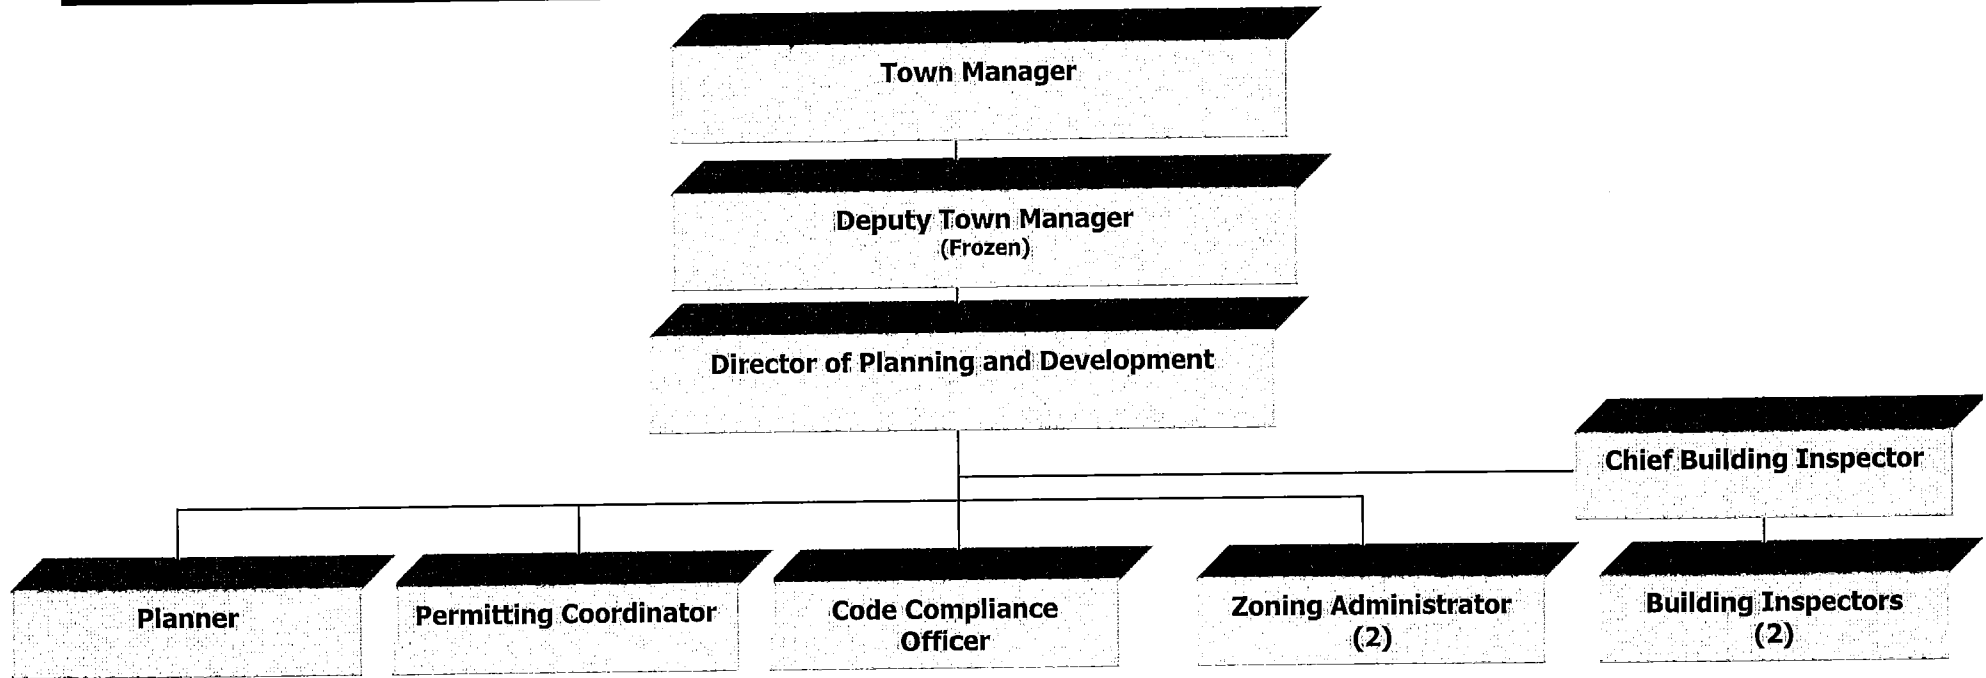 Town Manager
Deputy Town Manager
(Frozen)
Director of Planning and Development
Chief Building Inspector
Planner
Permitting Coordinator
Code Compliance
Officer
Zoning Administrator
(2)
Building Inspectors
(2)